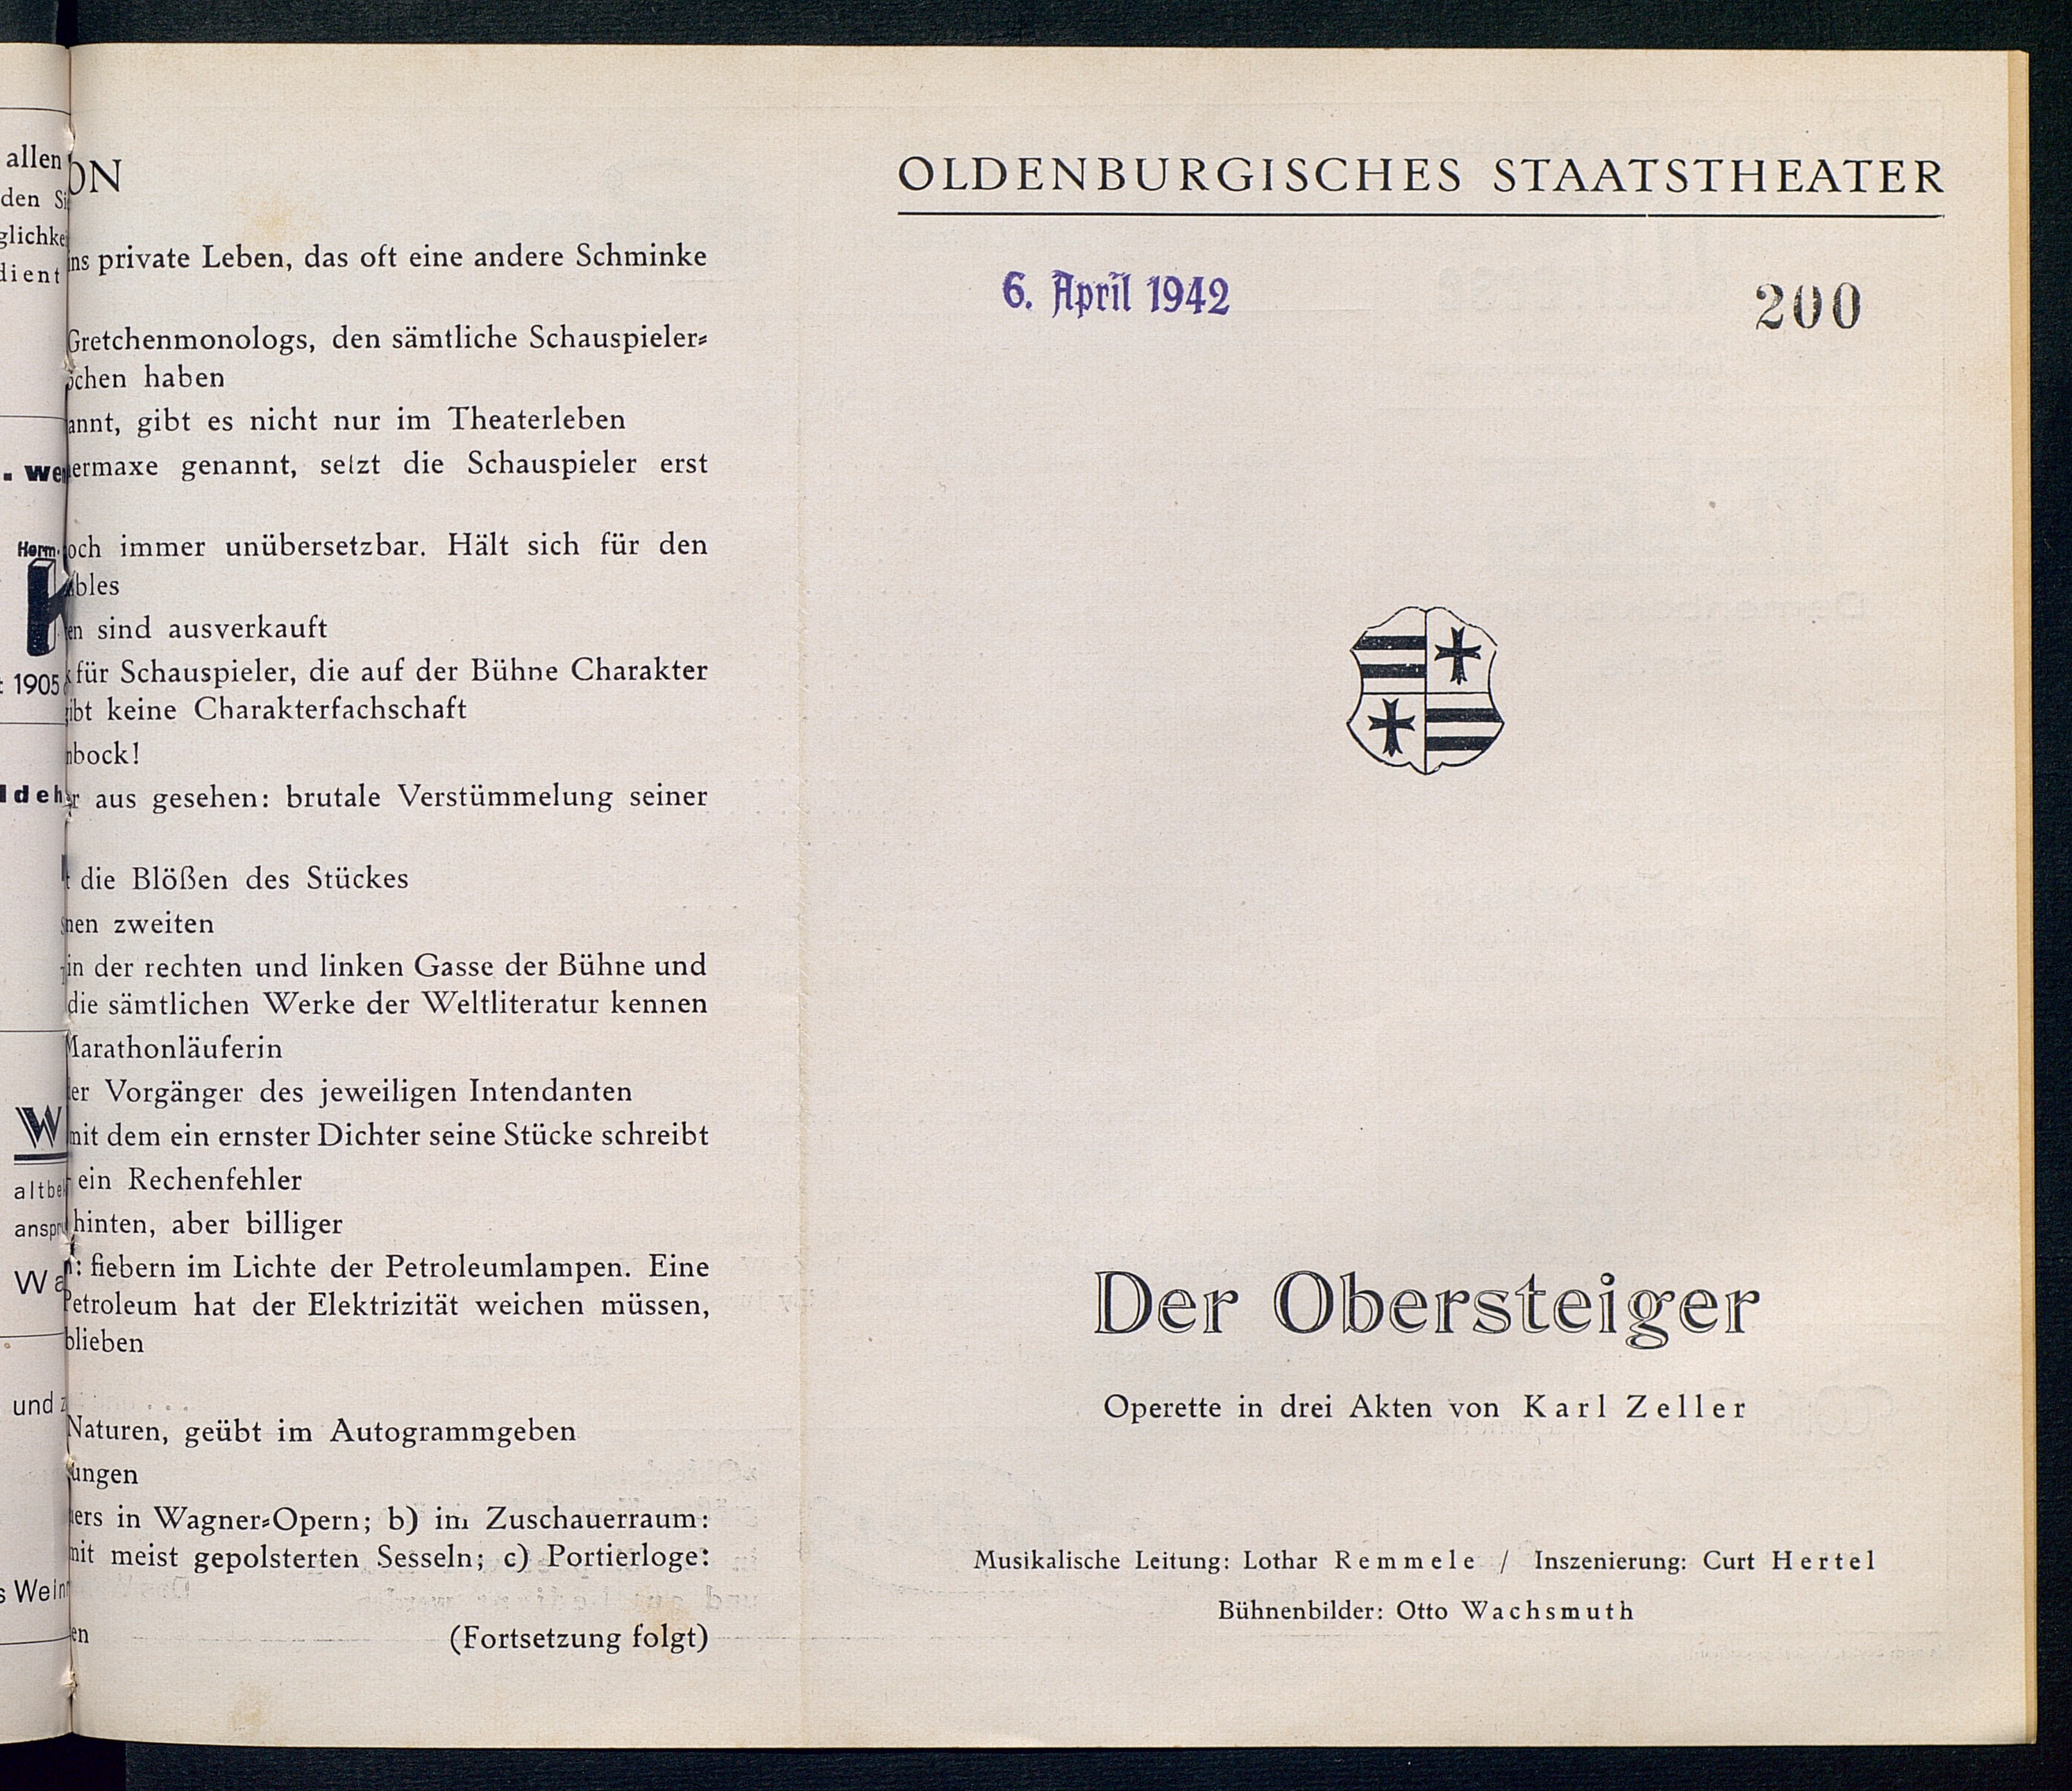 allen
den
1905
und
ON
private Leben, das oft eine andere Schminke
Gretchenmonologs, den sämtliche Schauspieler=
haben
gibt es nicht nur im Theaterleben
genannt, setzt die Schauspieler erst
immer unübersetzbar. Hält sich für den
sind ausverkauft
für Schauspieler, die auf der Bühne Charakter
keine Charakterfachschaft
aus gesehen: brutale Verstümmelung seiner
die Blößen des Stückes
zweiten
in der rechten und linken Gasse der Bühne und
die sämtlichen Werke der Weltliteratur kennen
Marathonläuferin
Vorgänger des jeweiligen Intendanten
mit dem ein ernster Dichter seine Stücke schreibt
ein Rechenfehler
hinten, aber billiger
fiebern im Lichte der Petroleumlampen. Eine
Petroleum hat der Elektrizität weichen müssen,
blieben
Naturen, geübt im Autogrammgeben
in Wagner=Opern; b) im Zuschauerraum:
mit meist gepolsterten Sesseln; c) Portierloge:
(Fortsetzung folgt)
OLDENBURGISCHES STAATSTHEATER
6. April 1942
200
Der Obersteiger
Operette in drei Akten von Karl Zeller
Musikalische Leitung: Lothar Remmele / Inszenierung: Curt Hertel
Bühnenbilder: Otto Wachsmuth